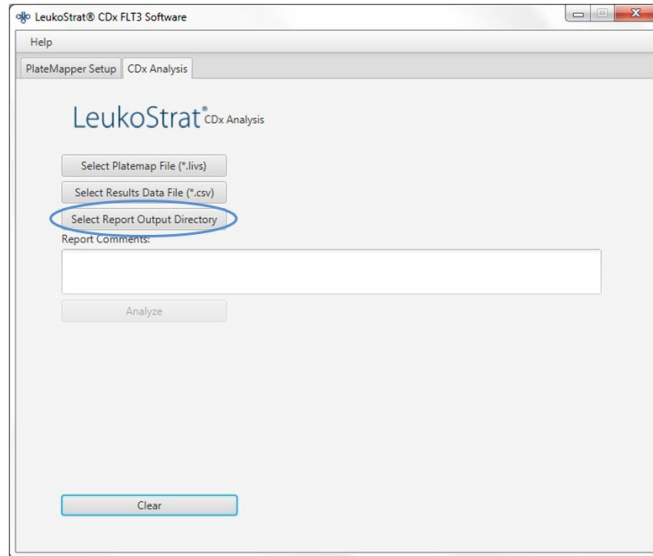 LeukoStrat® CDx FLT3 Software
Help
PlateMapper Setup CDx Analysis
LeukoStrat® CDx Analysis
Select Platemap File (*.livs)
Select Results Data File (*.csv)
Select Report Output Directory
Report Comments:
Analyze
Clear